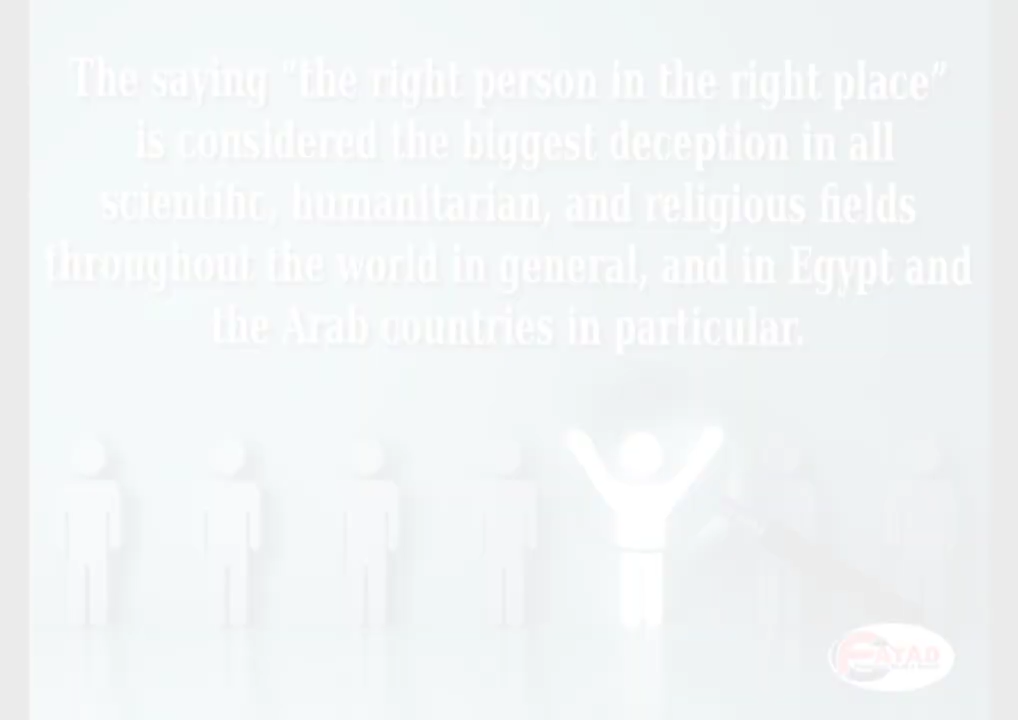 The saying "the right person in the right place"
is considered the biggest deception in all
scientific, humanitarian, and religious fields
throughout the world in general, and in Egypt and
the Arab countries in particular.
FAYAD